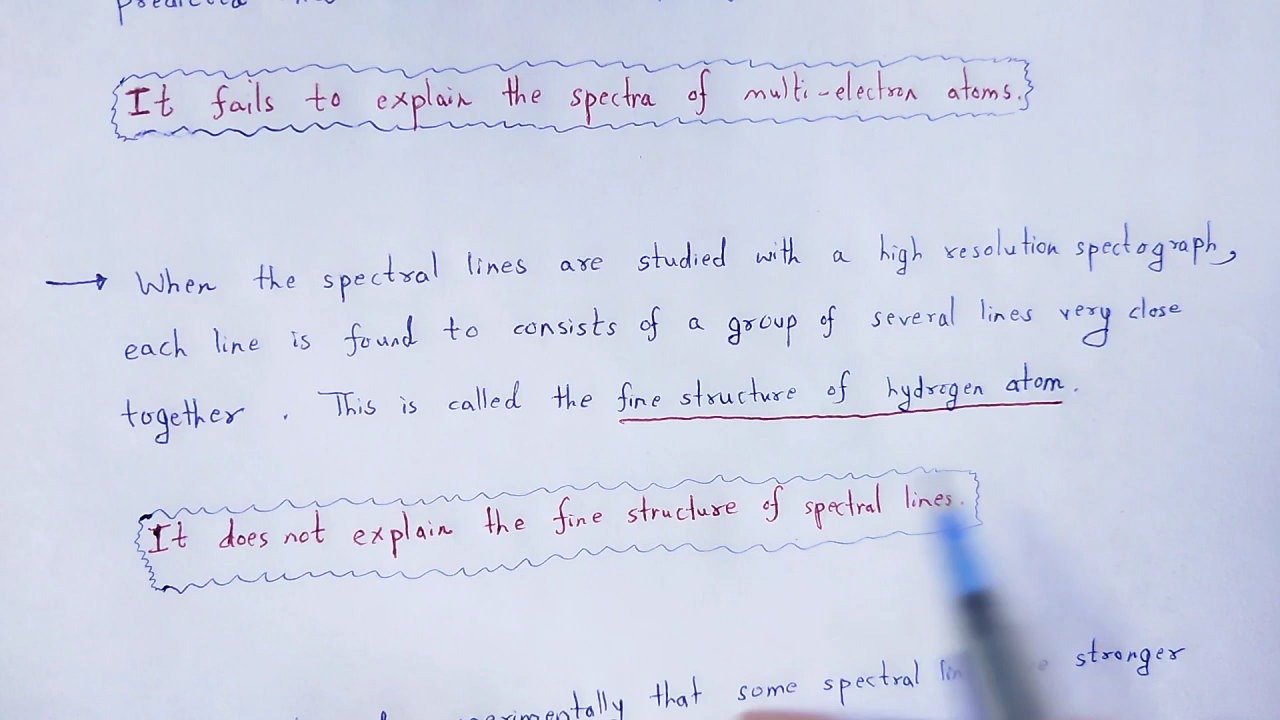 It fails to explain the spectra of multi-electron atoms.
→ When the spectral lines are studied with a high resolution spectograph,
each line is found to consists of a group of several lines very close
together. This is called the fine structure of hydrogen atom.
It does not explain the fine structure of spectral lines.
that some spectral stronger